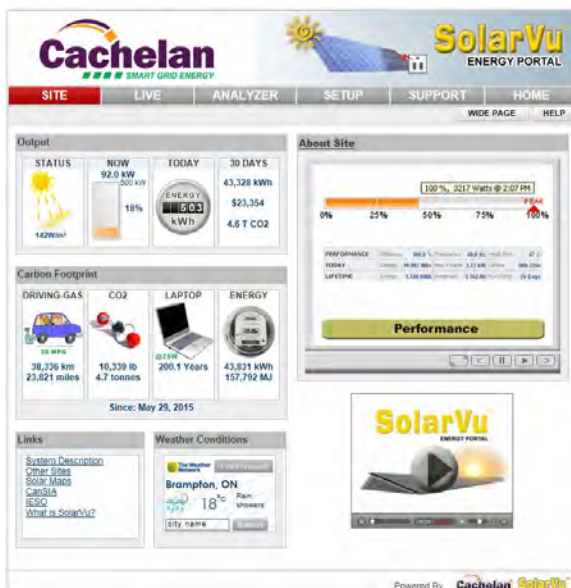 Cachelan
SMART GRID ENERGY
SolarVu
ENERGY PORTAL
SITE LIVE ANALYZER SETUP SUPPORT HOME
WIDE PAGE HELP
Output
STATUS NOW TODAY 30 DAYS
92.0 kW
500 kW
18%
142W/m²
ENERGY
503
kWh
43,328 kWh
$23,354
4.6 T CO2
About Site
100 %, 3217 Watts @ 2:07 PM
PEAK
0% 25% 50% 75% 100%
PERFORMANCE
TODAY
LIFETIME
Performance
Carbon Footprint
DRIVING-GAS CO2 LAPTOP ENERGY
30 MPG
@23W
38,336 km 10,339 lb 200.1 Years 43,831 kWh
23,821 miles 4.7 tonnes 157,792 MJ
Since: May 29, 2015
Links
System Description
Other Sites
Solar Maps
CanSIA
IESO
What is SolarVu?
Weather Conditions
The Weather
Network
Brampton, ON
18°C Rain
showers
city name Search
SolarVu
ENERGY PORTAL
Powered By Cachelan SolarVu